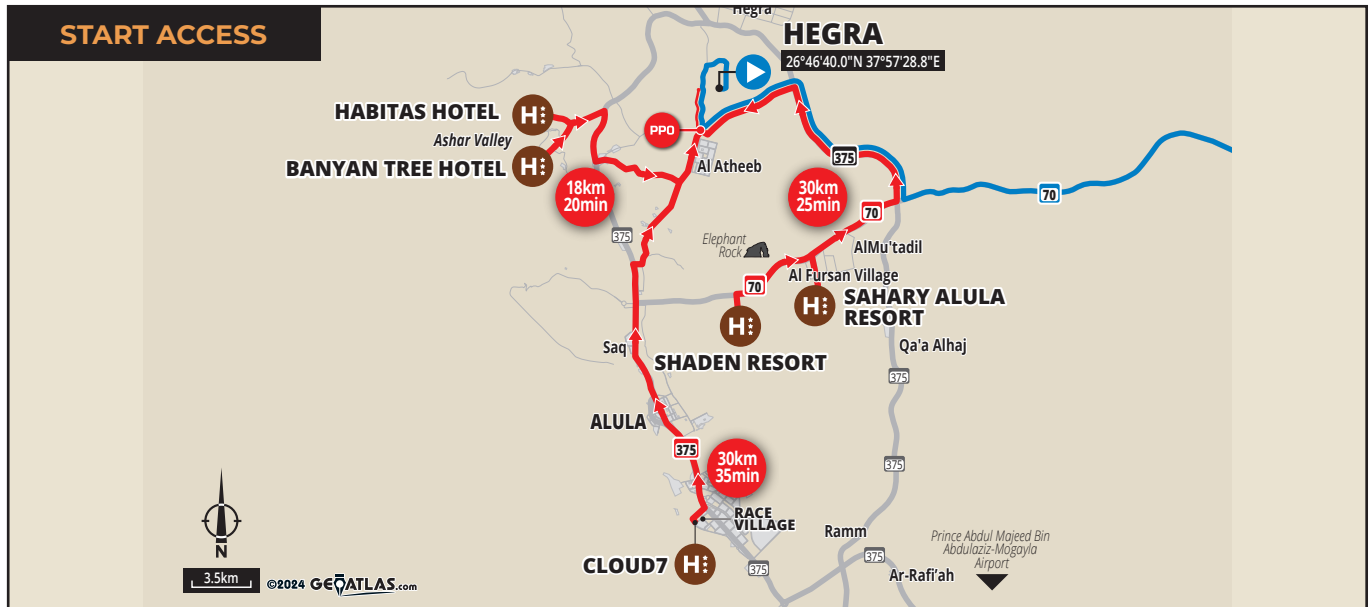 START ACCESS
Hegra
HEGRA
26°46'40.0"N 37°57'28.8"E
HABITAS HOTEL
H
Ashar Valley
PPO
BANYAN TREE HOTEL
H
Al Atheeb
375
18km
20min
30km
25min
70
70
375
Elephant
Rock
AlMu'tadil
Al Fursan Village
70
H
SAHARY ALULA
RESORT
H
SHADEN RESORT
Saq
Qa'a Alhaj
375
ALULA
375
30km
35min
375
RACE
VILLAGE
Ramm
Prince Abdul Majeed Bin
Abdulaziz-Mogayla
Airport
CLOUD7
H
375
375
Ar-Rafi'ah
N
3.5km
©2024 GEOATLAS.com